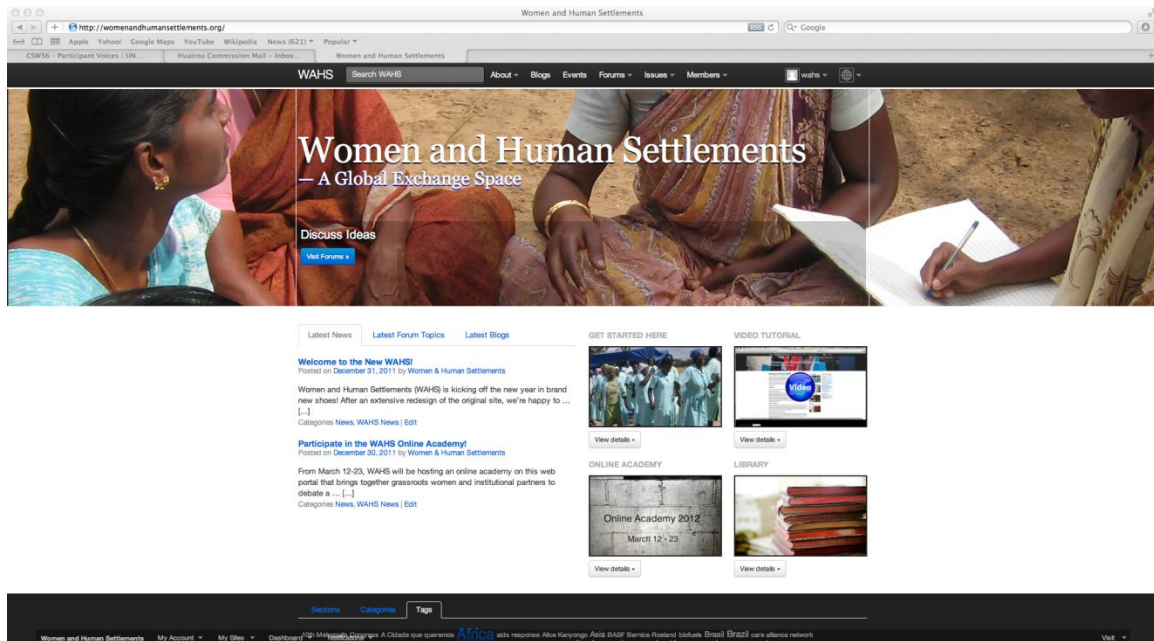 Women and Human Settlements
http://womenandhumansettlements.org/
RSS
Google
Apple Yahoo! Google Maps YouTube Wikipedia News (621) Popular
CSW56 – Participant Voices | UN...
Huairou Commission Mail – Inbox...
Women and Human Settlements
WAHS
Search WAHS
About Blogs Events Forums Issues Members
wahs
Women and Human Settlements
— A Global Exchange Space
Discuss Ideas
Visit Forums »
Latest News
Latest Forum Topics
Latest Blogs
Welcome to the New WAHS!
Posted on December 31, 2011 by Women & Human Settlements
Women and Human Settlements (WAHS) is kicking off the new year in brand
new shoes! After an extensive redesign of the original site, we're happy to ...
[...]
Categories News, WAHS News | Edit
Participate in the WAHS Online Academy!
Posted on December 30, 2011 by Women & Human Settlements
From March 12-23, WAHS will be hosting an online academy on this web
portal that brings together grassroots women and institutional partners to
debate a ... [...]
Categories News, WAHS News | Edit
GET STARTED HERE
View details »
VIDEO TUTORIAL
Video
View details »
ONLINE ACADEMY
Online Academy 2012
March 12 - 23
View details »
LIBRARY
View details »
Sections
Categories
Tags
A Cidade que queremos Africa aids response Alice Kanyongo Asia BASF Bernice Roeland biofuels Brasil Brazil care alliance network
Women and Human Settlements My Account My Sites Dashboard
Visit